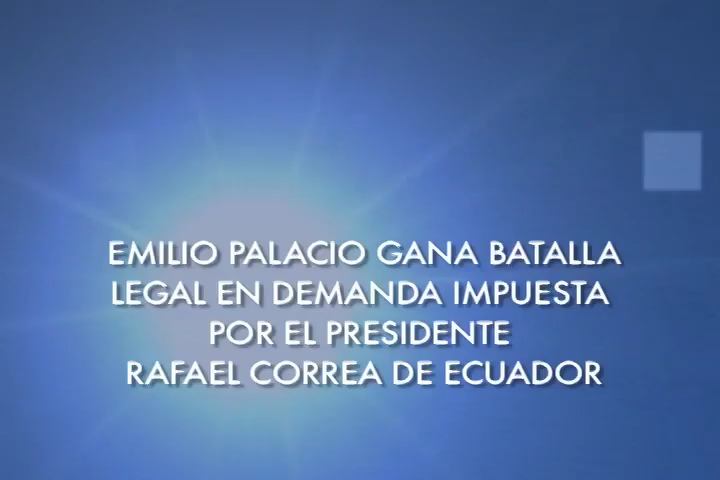 EMILIO PALACIO GANA BATALLA
LEGAL EN DEMANDA IMPUESTA
POR EL PRESIDENTE
RAFAEL CORREA DE ECUADOR